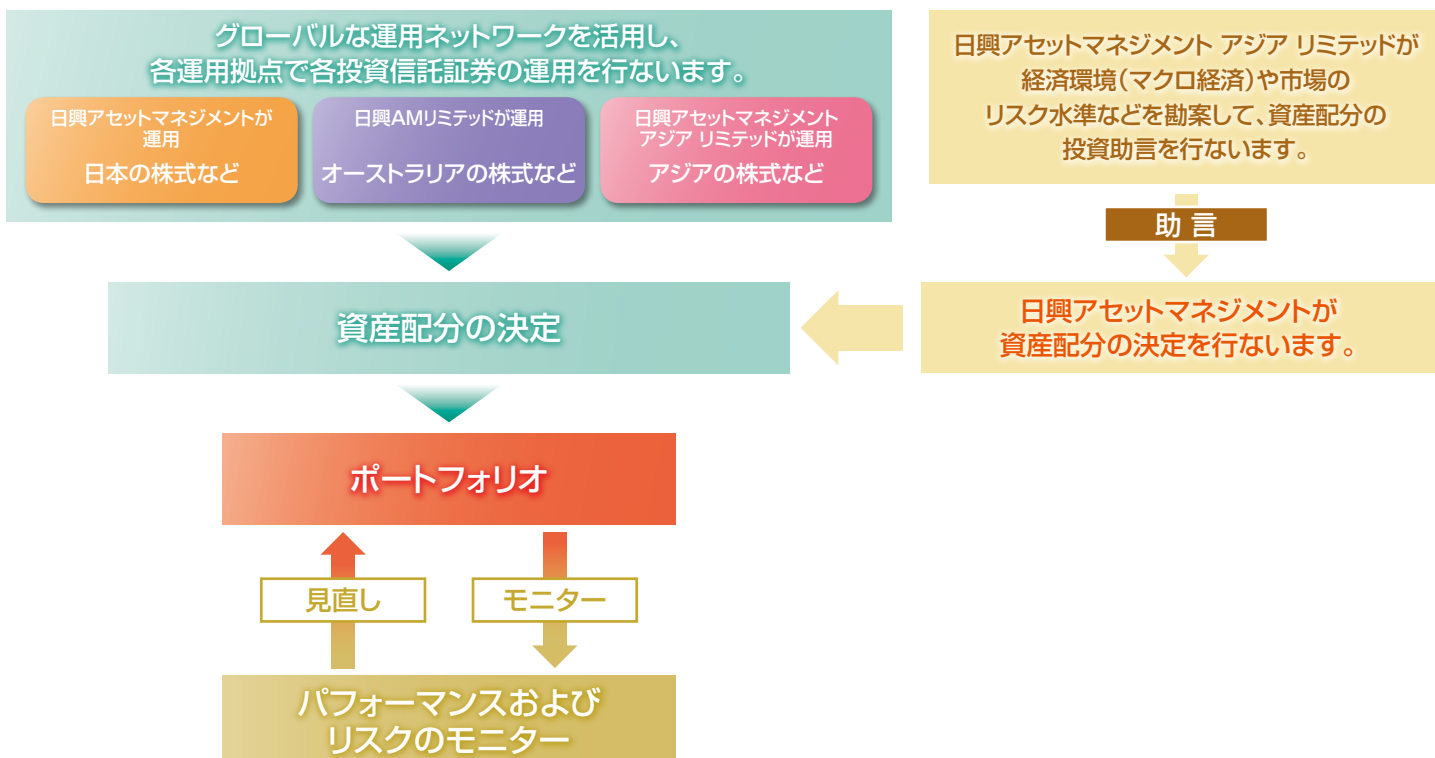 グローバルな運用ネットワークを活用し、
各運用拠点で各投資信託証券の運用を行ないます。
日興アセットマネジメントが
運用
日本の株式など
日興AMリミテッドが運用
オーストラリアの株式など
日興アセットマネジメント
アジア リミテッドが運用
アジアの株式など
日興アセットマネジメント アジア リミテッドが
経済環境(マクロ経済)や市場の
リスク水準などを勘案して、資産配分の
投資助言を行ないます。
助言
資産配分の決定
日興アセットマネジメントが
資産配分の決定を行ないます。
ポートフォリオ
見直し
モニター
パフォーマンスおよび
リスクのモニター